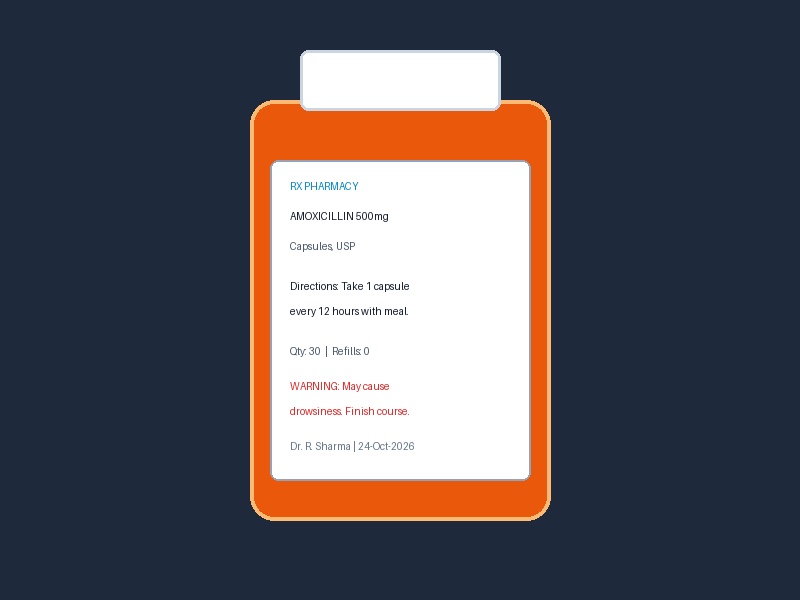 RX PHARMACY
AMOXICILLIN 500mg
Capsules, USP
Directions: Take 1 capsule
every 12 hours with meal.
Qty: 30 | Refills: 0
WARNING: May cause
drowsiness. Finish course.
Dr. R. Sharma | 24-Oct-2026